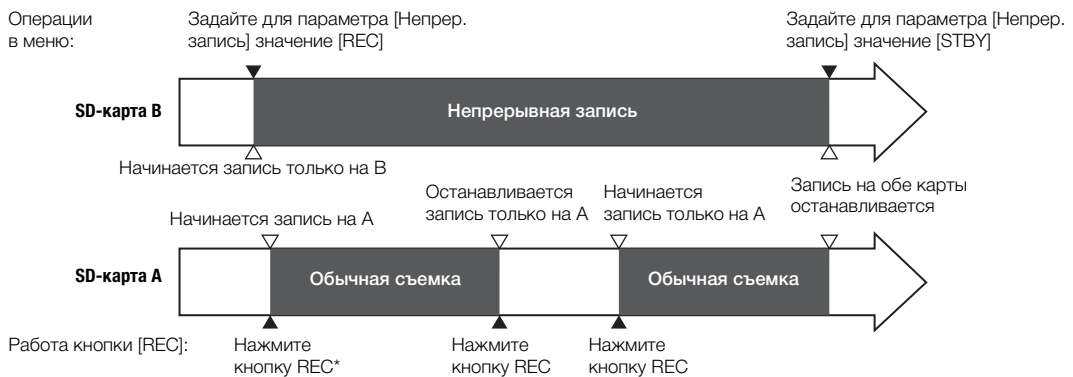 Операции
в меню:
Задайте для параметра [Непрер.
запись] значение [REC]
Задайте для параметра [Непрер.
запись] значение [STBY]
SD-карта B
Непрерывная запись
Начинается запись только на B
Начинается запись на A
Останавливается
запись только на A
Начинается
запись только на A
Запись на обе карты
останавливается
SD-карта A
Обычная съемка
Обычная съемка
Работа кнопки [REC]:
Нажмите
кнопку REC*
Нажмите
кнопку REC
Нажмите
кнопку REC